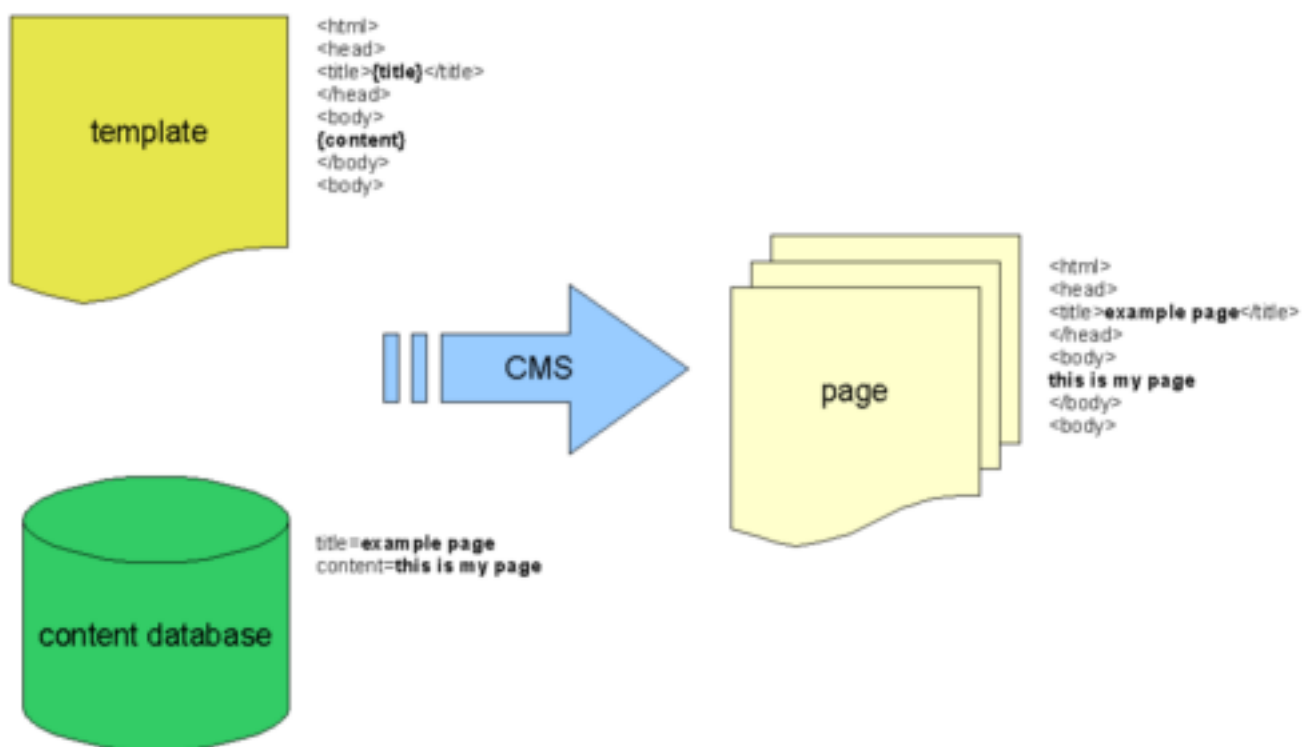 template
<html>
<head>
<title>{title}</title>
</head>
<body>
{content}
</body>
<body>
CMS
page
<html>
<head>
<title>example page</title>
</head>
<body>
this is my page
</body>
<body>
content database
title=example page
content=this is my page